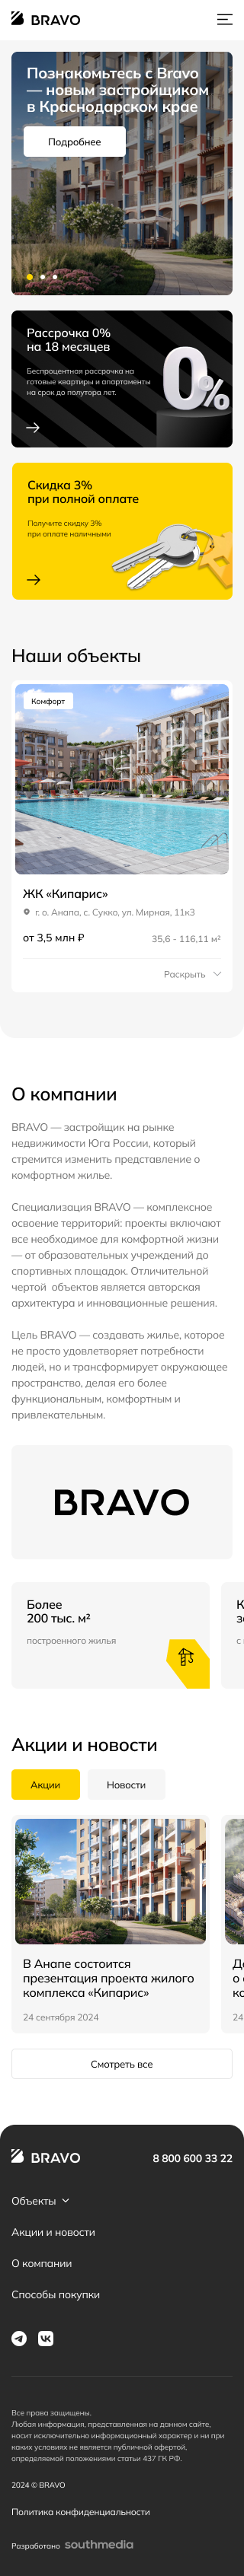 BRAVO
Познакомьтесь с Bravo
— новым застройщиком
в Краснодарском крае
Подробнее
Рассрочка 0%
на 18 месяцев
Беспроцентная рассрочка на
готовые квартиры и апартаменты
на срок до полутора лет.
0%
Скидка 3%
при полной оплате
Получите скидку 3%
при оплате наличными
Наши объекты
Комфорт
ЖК «Кипарис»
г. о. Анапа, с. Сукко, ул. Мирная, 11к3
от 3,5 млн ₽
35,6 - 116,11 м²
Раскрыть
О компании
BRAVO — застройщик на рынке
недвижимости Юга России, который
стремится изменить представление о
комфортном жилье.
Специализация BRAVO — комплексное
освоение территорий: проекты включают
все необходимое для комфортной жизни
— от образовательных учреждений до
спортивных площадок. Отличительной
чертой объектов является авторская
архитектура и инновационные решения.
Цель BRAVO — создавать жилье, которое
не просто удовлетворяет потребности
людей, но и трансформирует окружающее
пространство, делая его более
функциональным, комфортным и
привлекательным.
BRAVO
Более
200 тыс. м²
построенного жилья
Акции и новости
Акции
Новости
В Анапе состоится
презентация проекта жилого
комплекса «Кипарис»
24 сентября 2024
24
Смотреть все
BRAVO
8 800 600 33 22
Объекты
Акции и новости
О компании
Способы покупки
Все права защищены.
Любая информация, представленная на данном сайте,
носит исключительно информационный характер и ни при
каких условиях не является публичной офертой,
определяемой положениями статьи 437 ГК РФ.
2024 © BRAVO
Политика конфиденциальности
Разработано southmedia